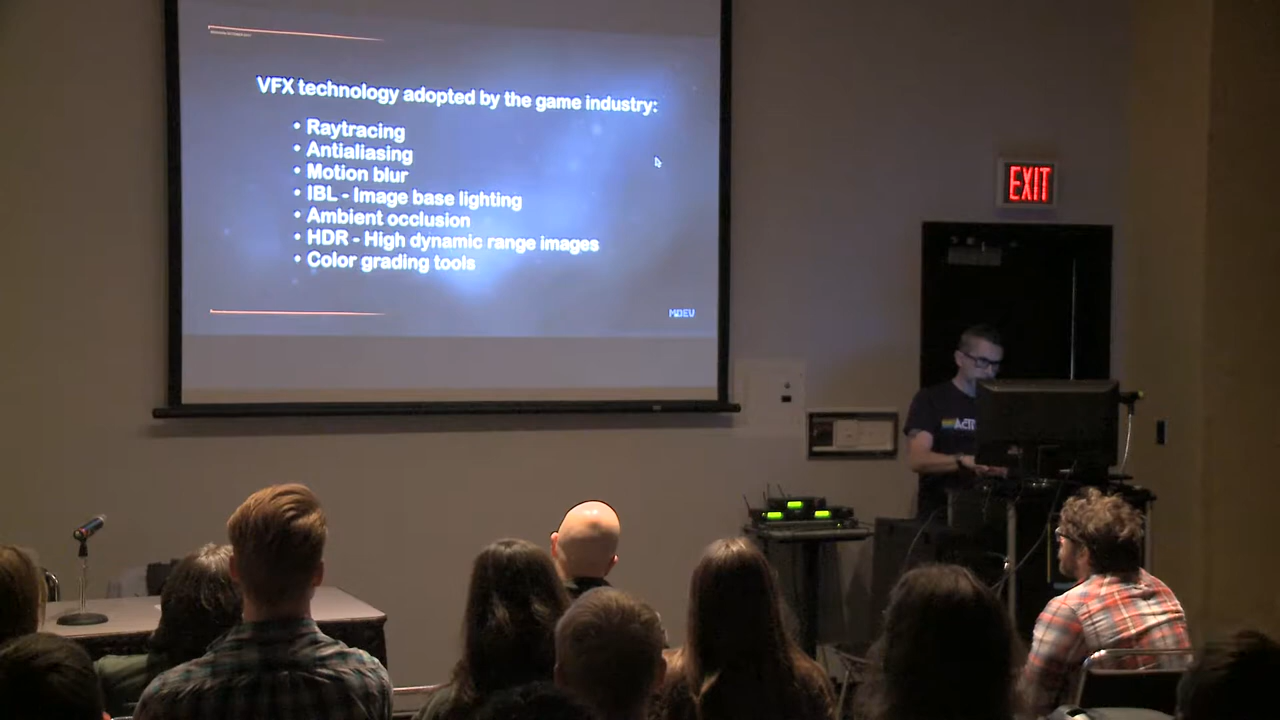 VFX technology adopted by the game industry:
• Raytracing
• Antialiasing
• Motion blur
• IBL - Image base lighting
• Ambient occlusion
• HDR - High dynamic range images
• Color grading tools
MDEV
EXIT